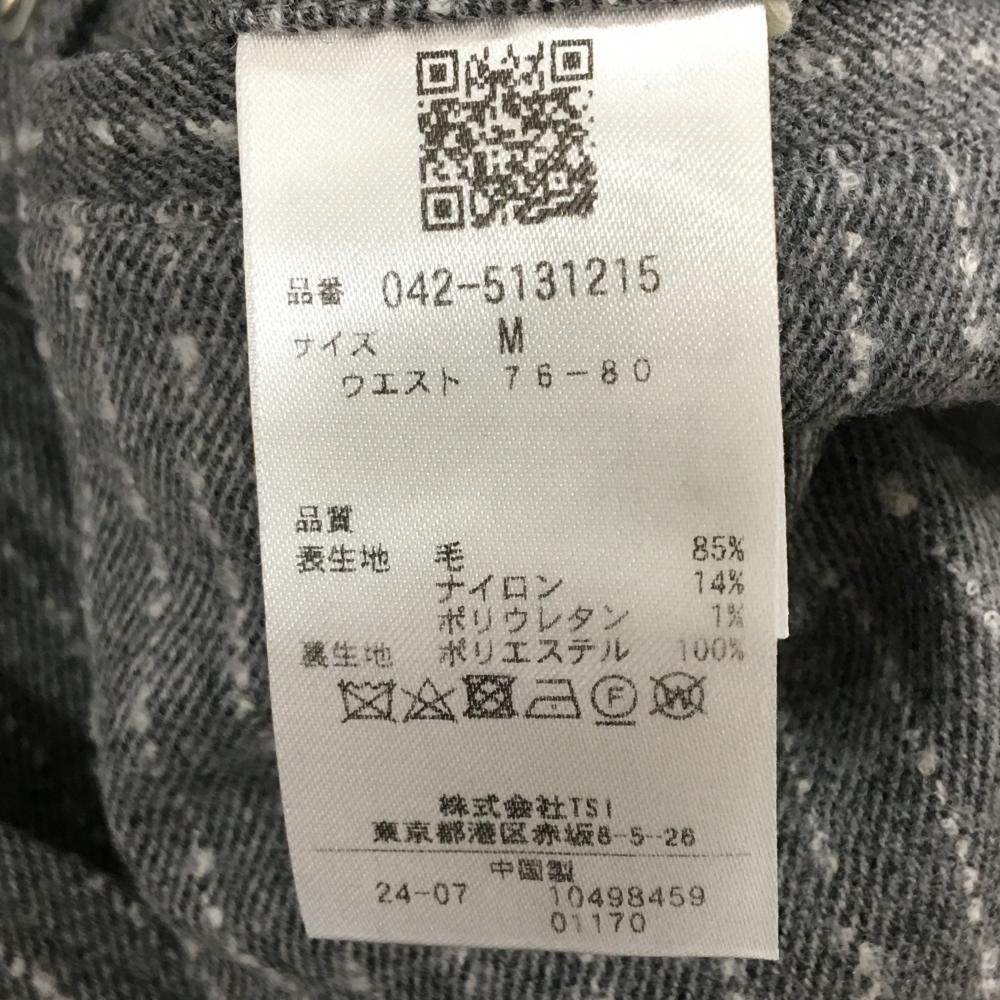 品番 042-5131215
サイズ M
ウエスト 76-80
品質
表生地 毛 85%
ナイロン 14%
ポリウレタン 1%
裏生地 ポリエステル 100%
F W
株式会社TSI
東京都港区赤坂8-5-26
中国製
24-07 10498459
01170